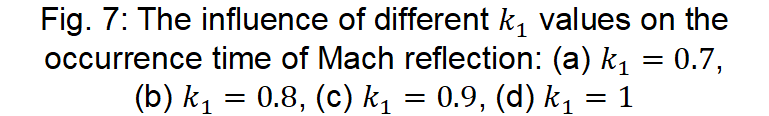 Fig. 7: The influence of different k₁ values on the
occurrence time of Mach reflection: (a) k₁ = 0.7,
(b) k₁ = 0.8, (c) k₁ = 0.9, (d) k₁ = 1